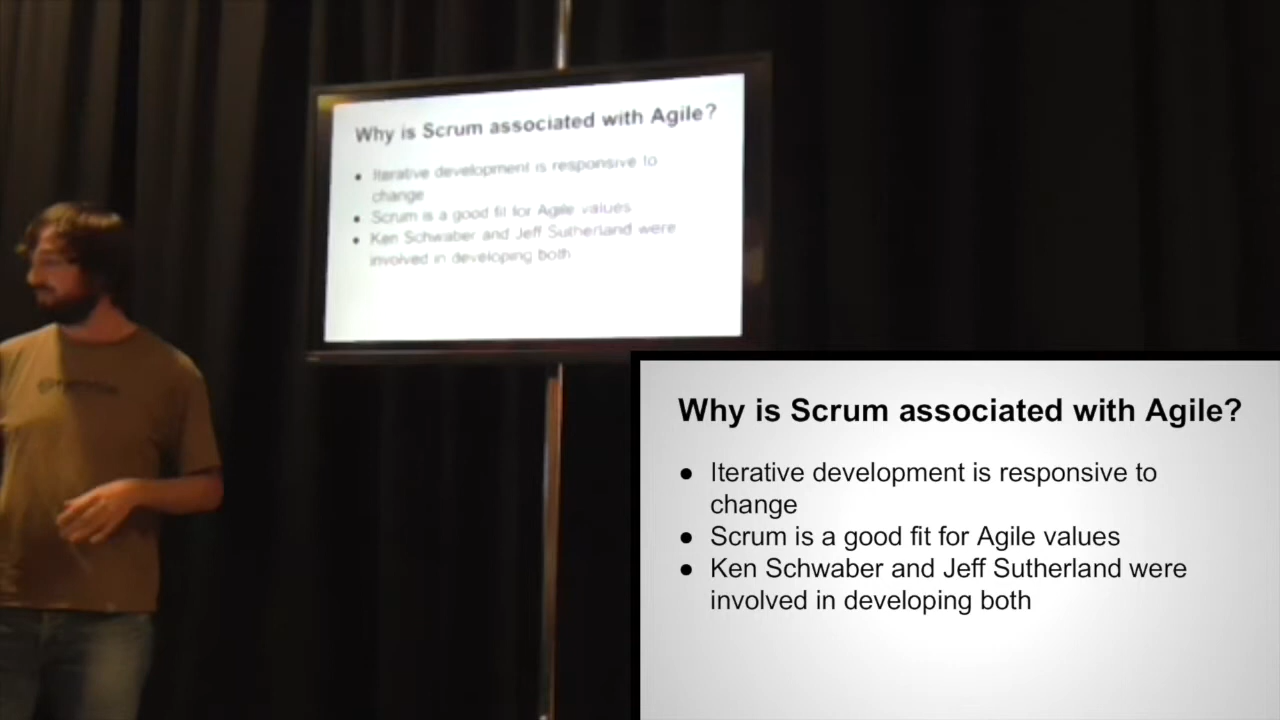 Why is Scrum associated with Agile?
● Iterative development is responsive to
change
● Scrum is a good fit for Agile values
● Ken Schwaber and Jeff Sutherland were
involved in developing both
Why is Scrum associated with Agile?
● Iterative development is responsive to
change
● Scrum is a good fit for Agile values
● Ken Schwaber and Jeff Sutherland were
involved in developing both